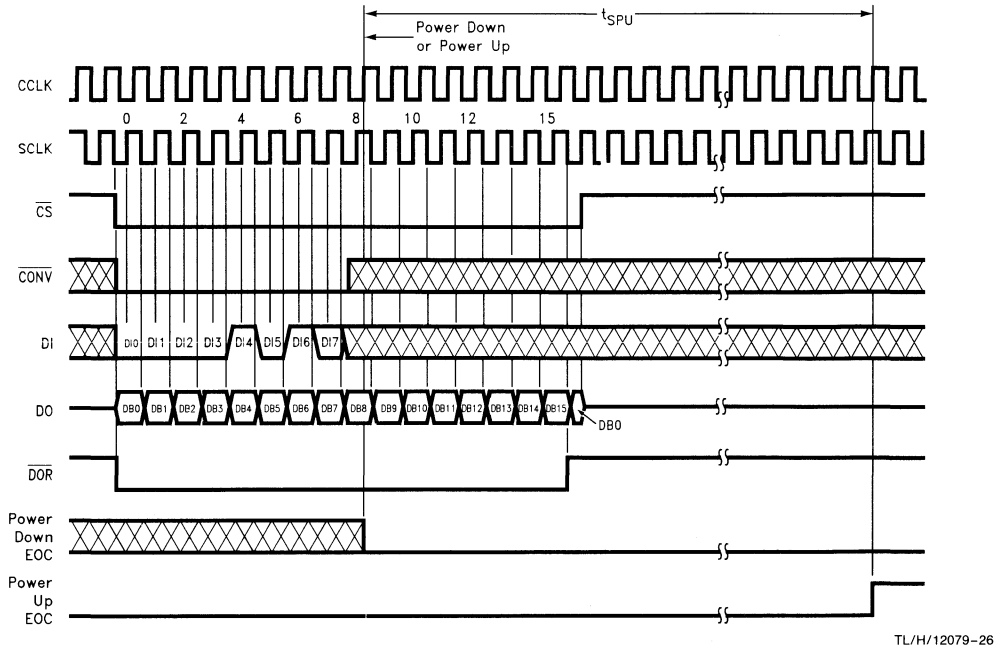 tSPU
Power Down
or Power Up
CCLK
0 2 4 6 8 10 12 15
SCLK
CS
CONV
DI
DI0 DI1 DI2 DI3 DI4 DI5 DI6 DI7
DO
DB0 DB1 DB2 DB3 DB4 DB5 DB6 DB7 DB8 DB9 DB10 DB11 DB12 DB13 DB14 DB15
DB0
DOR
Power
Down
EOC
Power
Up
EOC
TL/H/12079-26